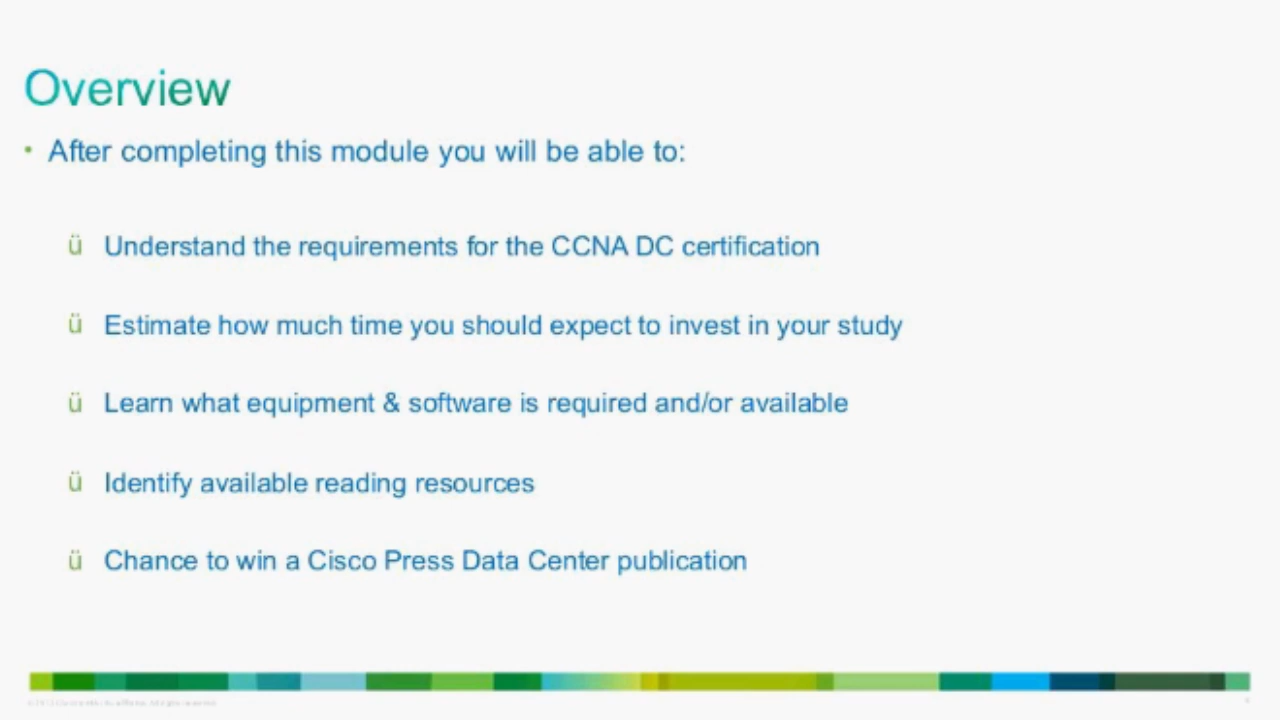 Overview
• After completing this module you will be able to:
ü Understand the requirements for the CCNA DC certification
ü Estimate how much time you should expect to invest in your study
ü Learn what equipment & software is required and/or available
ü Identify available reading resources
ü Chance to win a Cisco Press Data Center publication